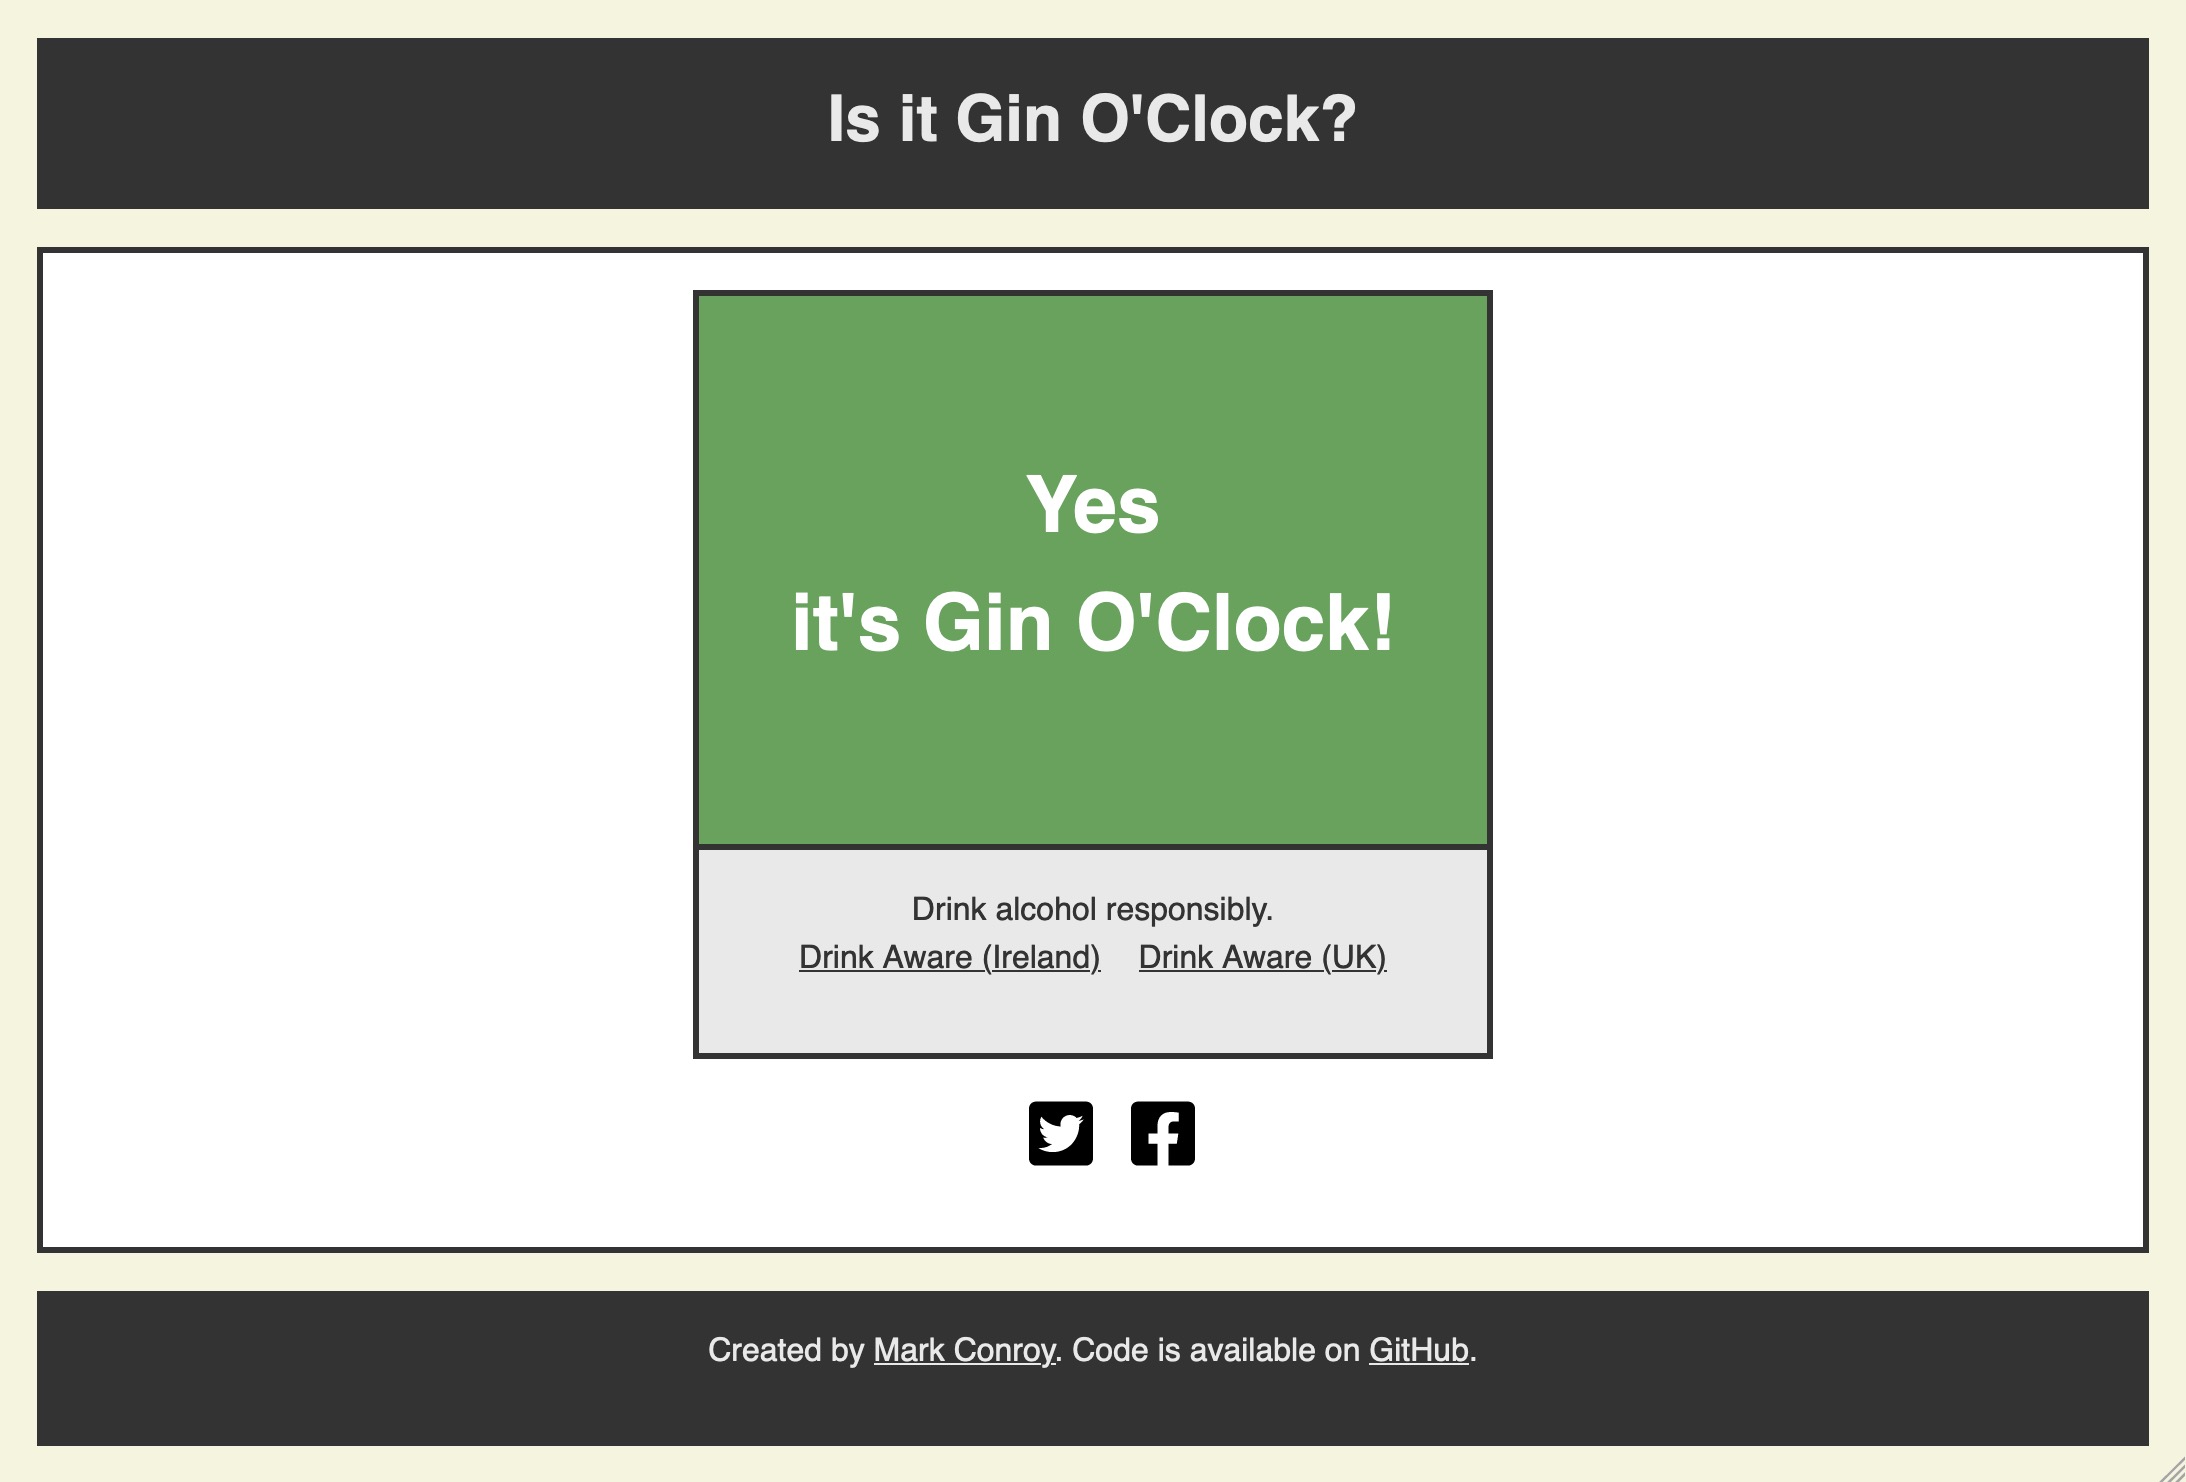 Is it Gin O'Clock?
Yes
it's Gin O'Clock!
Drink alcohol responsibly.
Drink Aware (Ireland) Drink Aware (UK)
Created by Mark Conroy. Code is available on GitHub.